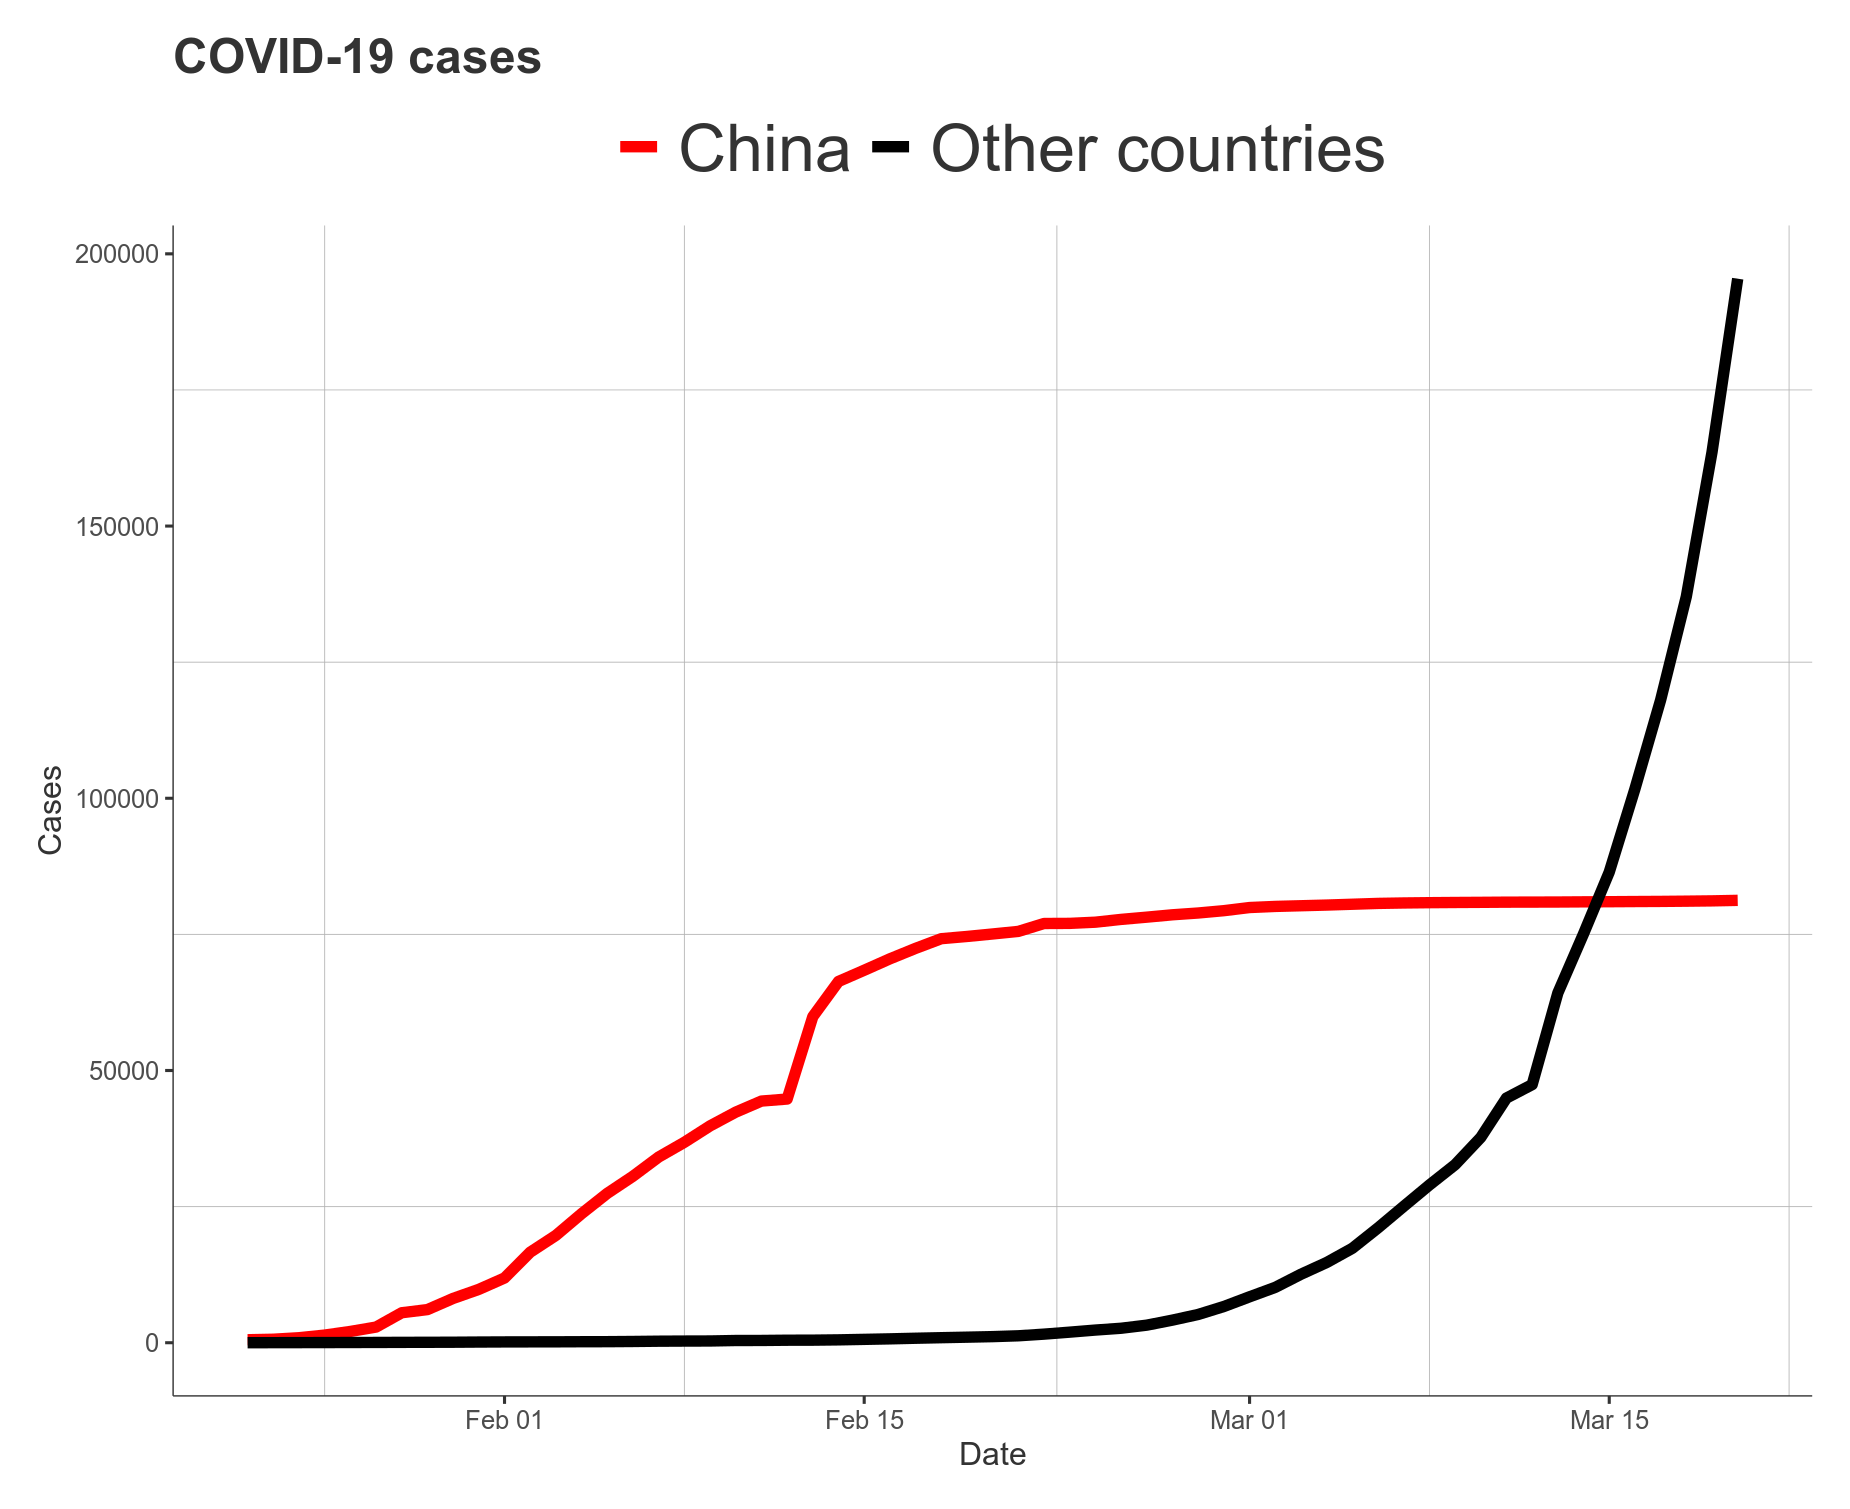 COVID-19 cases
China Other countries
200000
150000
100000
50000
0
Cases
Feb 01 Feb 15 Mar 01 Mar 15
Date